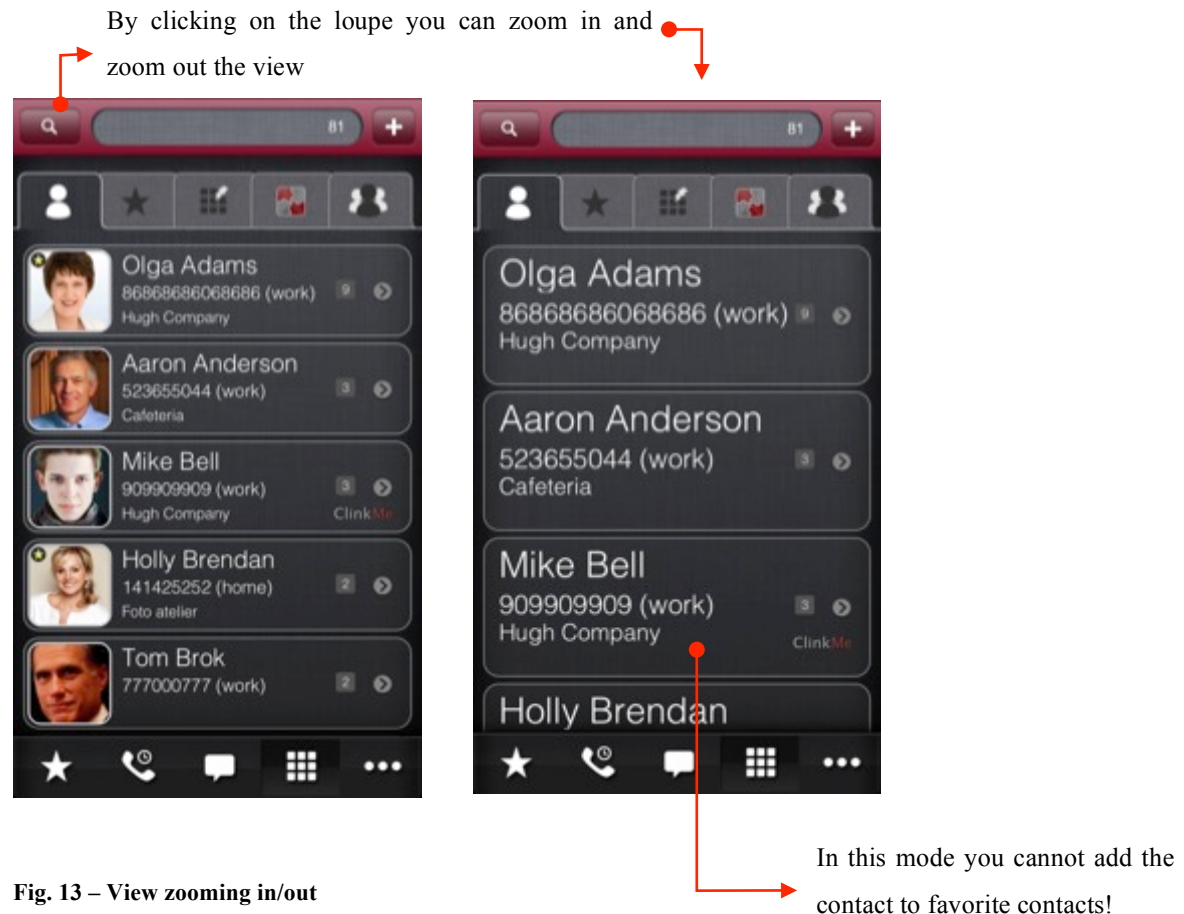 By clicking on the loupe you can zoom in and
zoom out the view
81
Olga Adams
86868686068686 (work)
9
Hugh Company
Aaron Anderson
523655044 (work)
3
Cafeteria
Mike Bell
909909909 (work)
3
Hugh Company
ClinkMe
Holly Brendan
141425252 (home)
2
Foto atelier
Tom Brok
777000777 (work)
2
81
Olga Adams
86868686068686 (work)
9
Hugh Company
Aaron Anderson
523655044 (work)
3
Cafeteria
Mike Bell
909909909 (work)
3
Hugh Company
ClinkMe
Holly Brendan
In this mode you cannot add the
contact to favorite contacts!
Fig. 13 – View zooming in/out